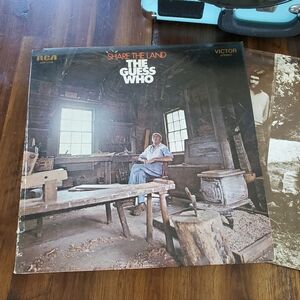 RCA
SHARE THE LAND
THE
GUESS
WHO
VICTOR